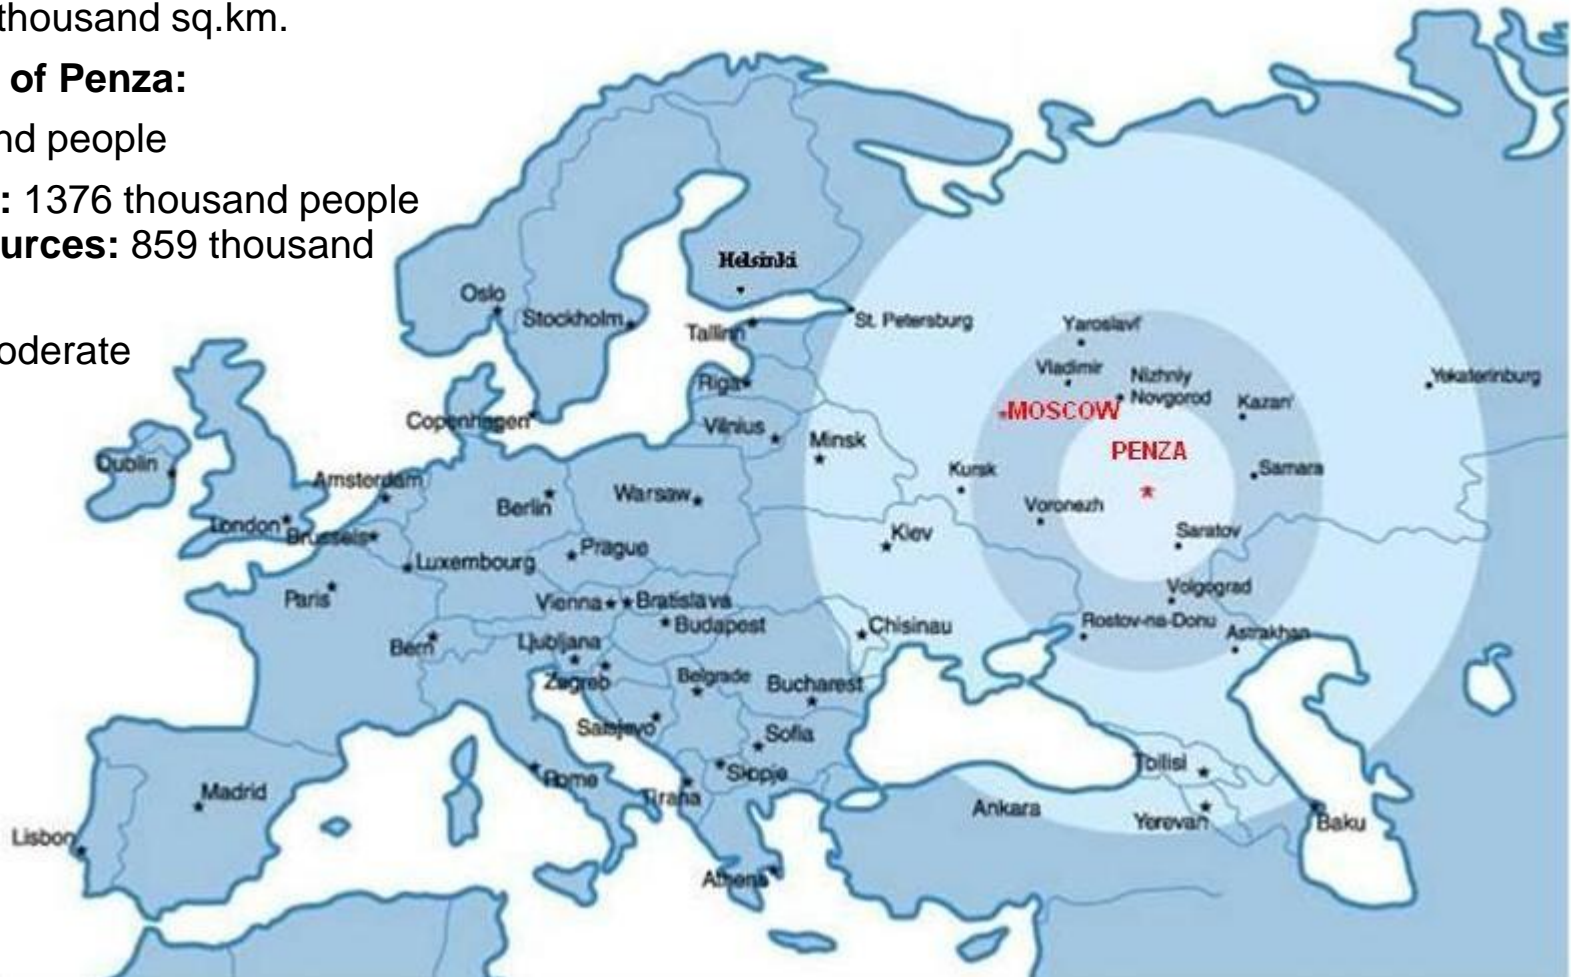 thousand sq.km.
of Penza:
nd people
: 1376 thousand people
urces: 859 thousand
oderate
Helsinki
Oslo
Stockholm
Tallinn
St. Petersburg
Yaroslavl'
Vladimir
Nizhniy
Novgorod
Yekaterinburg
Riga
Kazan'
MOSCOW
Copenhagen
Vilnius
Minsk
PENZA
Dublin
Amsterdam
Kursk
Samara
Berlin
Warsaw
Voronezh
London
Brussels
Kiev
Saratov
Luxembourg
Prague
Paris
Vienna
Bratislava
Volgograd
Budapest
Chisinau
Rostov-na-Donu
Astrakhan
Bern
Ljubljana
Zagreb
Belgrade
Bucharest
Sarajevo
Sofia
Tbilisi
Rome
Skopje
Madrid
Tirana
Ankara
Yerevan
Baku
Lisbon
Athens